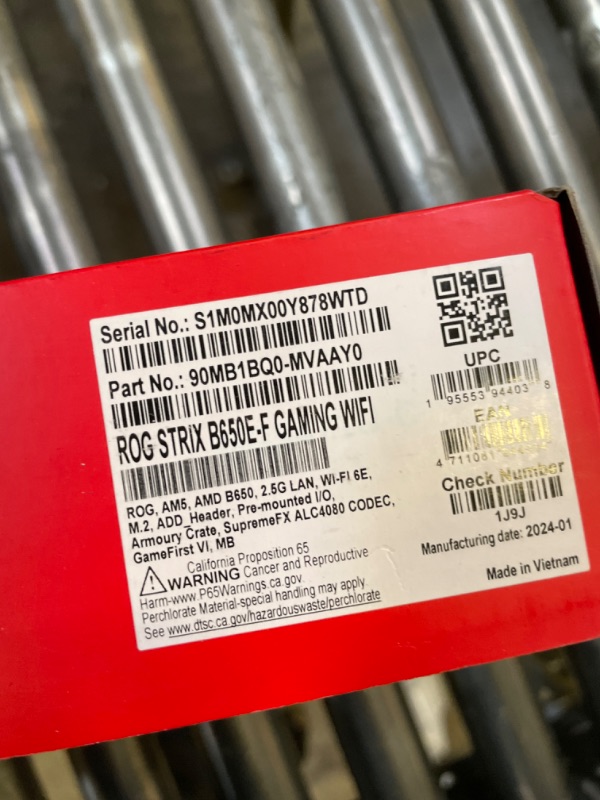 Serial No.: S1M0MX00Y878WTD
Part No.: 90MB1BQ0-MVAAY0
ROG STRIX B650E-F GAMING WIFI
ROG, AM5, AMD B650, 2.5G LAN, WI-FI 6E,
M.2, ADD_Header, Pre-mounted I/O,
Armoury Crate, SupremeFX ALC4080 CODEC,
GameFirst VI, MB
California Proposition 65
WARNING Cancer and Reproductive
Harm-www.P65Warnings.ca.gov.
Perchlorate Material-special handling may apply.
See www.dtsc.ca.gov/hazardouswaste/perchlorate
UPC
1 95553 94403 8
EAN
4 711081
Check Number
1J9J
Manufacturing date: 2024-01
Made in Vietnam